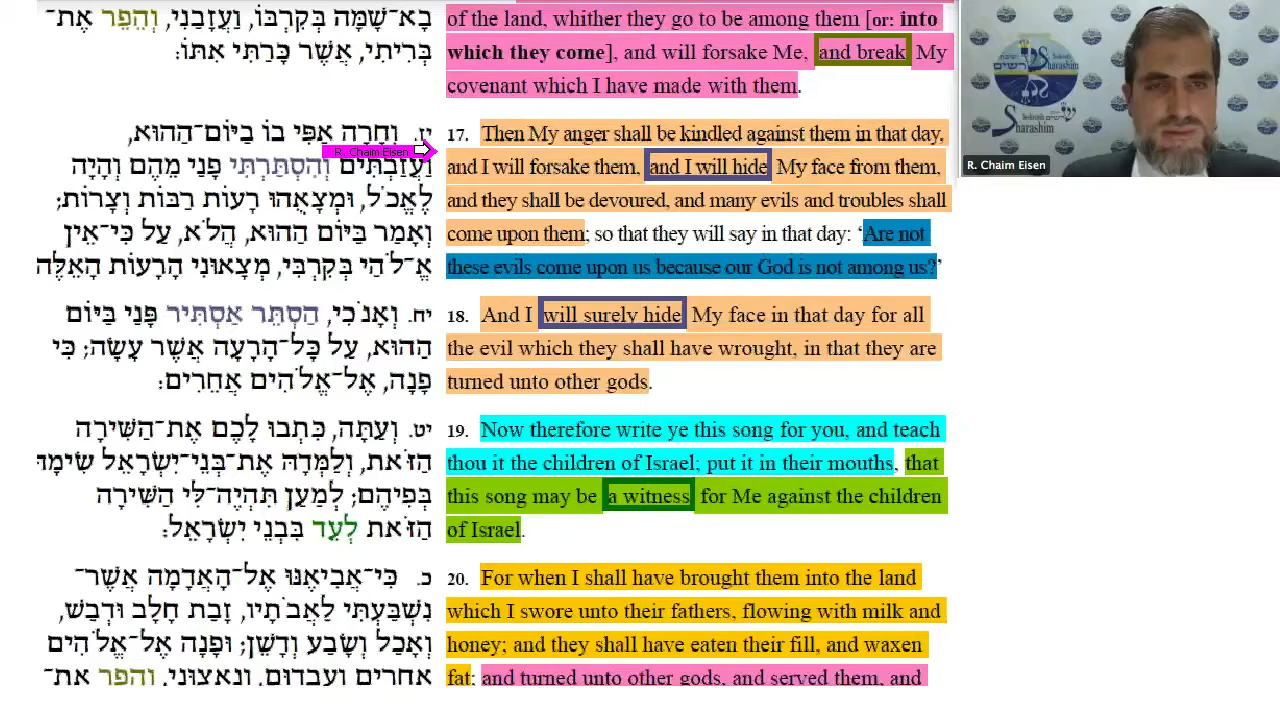 בָא־שָׁמָּה בְּקִרְבּוֹ, וַעֲזָבַנִי, וְהֵפֵר אֶת־
בְּרִיתִי, אֲשֶׁר כָּרַתִּי אִתּוֹ:
יז. וְחָרָה אַפִּי בוֹ בַיּוֹם־הַהוּא,
וַעֲזַבְתִּים וְהִסְתַּרְתִּי פָנַי מֵהֶם וְהָיָה
לֶאֱכֹל, וּמְצָאֻהוּ רָעוֹת רַבּוֹת וְצָרוֹת;
וְאָמַר בַּיּוֹם הַהוּא, הֲלֹא, עַל כִּי־אֵין
אֱ־לֹהַי בְּקִרְבִּי, מְצָאוּנִי הָרָעוֹת הָאֵלֶּה
יח. וְאָנֹכִי, הַסְתֵּר אַסְתִּיר פָּנַי בַּיּוֹם
הַהוּא, עַל כָּל־הָרָעָה אֲשֶׁר עָשָׂה; כִּי
פָנָה, אֶל־אֱלֹהִים אֲחֵרִים:
יט. וְעַתָּה, כִּתְבוּ לָכֶם אֶת־הַשִּׁירָה
הַזֹּאת, וְלַמְּדָהּ אֶת־בְּנֵי־יִשְׂרָאֵל שִׂימָהּ
בְּפִיהֶם; לְמַעַן תִּהְיֶה־לִּי הַשִּׁירָה
הַזֹּאת לְעֵד בִּבְנֵי יִשְׂרָאֵל:
כ. כִּי־אֲבִיאֶנּוּ אֶל־הָאֲדָמָה אֲשֶׁר־
נִשְׁבַּעְתִּי לַאֲבֹתָיו, זָבַת חָלָב וּדְבַשׁ,
וְאָכַל וְשָׂבַע וְדָשֵׁן; וּפָנָה אֶל־אֱלֹהִים
אֲחֵרִים וַעֲבָדוּם, וְנִאֲצוּנִי, וְהֵפֵר אֶת־
of the land, whither they go to be among them [or: into
which they come], and will forsake Me, and break My
covenant which I have made with them.
17. Then My anger shall be kindled against them in that day,
and I will forsake them, and I will hide My face from them,
and they shall be devoured, and many evils and troubles shall
come upon them; so that they will say in that day: ‘Are not
these evils come upon us because our God is not among us?’
18. And I will surely hide My face in that day for all
the evil which they shall have wrought, in that they are
turned unto other gods.
19. Now therefore write ye this song for you, and teach
thou it the children of Israel; put it in their mouths, that
this song may be a witness for Me against the children
of Israel.
20. For when I shall have brought them into the land
which I swore unto their fathers, flowing with milk and
honey; and they shall have eaten their fill, and waxen
fat; and turned unto other gods, and served them, and
R. Chaim Eisen
Sharashim
R. Chaim Eisen